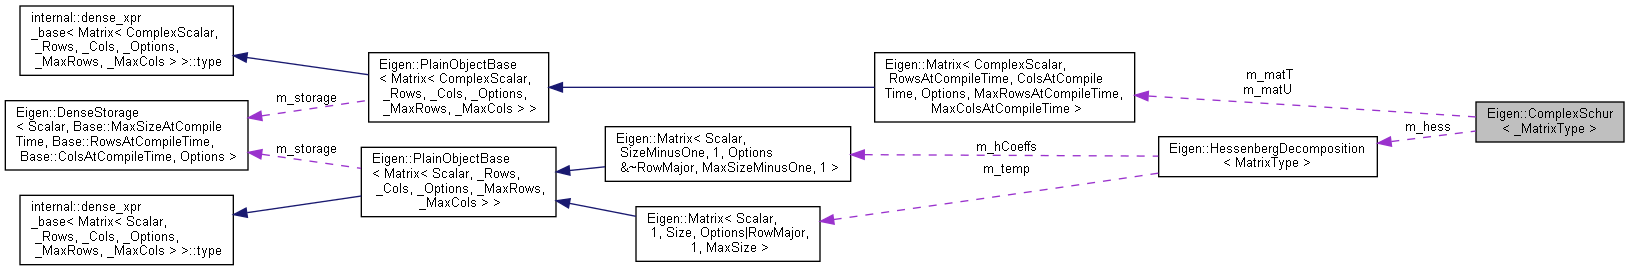 internal::dense_xpr
_base< Matrix< ComplexScalar,
_Rows, _Cols, _Options,
_MaxRows, _MaxCols > >::type
Eigen::DenseStorage
< Scalar, Base::MaxSizeAtCompile
Time, Base::RowsAtCompileTime,
Base::ColsAtCompileTime, Options >
internal::dense_xpr
_base< Matrix< Scalar,
_Rows, _Cols, _Options,
_MaxRows, _MaxCols > >::type
m_storage
m_storage
Eigen::PlainObjectBase
< Matrix< ComplexScalar,
_Rows, _Cols, _Options,
_MaxRows, _MaxCols > >
Eigen::PlainObjectBase
< Matrix< Scalar, _Rows,
_Cols, _Options, _MaxRows,
_MaxCols > >
Eigen::Matrix< Scalar,
SizeMinusOne, 1, Options
&~RowMajor, MaxSizeMinusOne, 1 >
Eigen::Matrix< Scalar,
1, Size, Options|RowMajor,
1, MaxSize >
Eigen::Matrix< ComplexScalar,
RowsAtCompileTime, ColsAtCompile
Time, Options, MaxRowsAtCompileTime,
MaxColsAtCompileTime >
m_hCoeffs
m_temp
m_matT
m_matU
Eigen::HessenbergDecomposition
< MatrixType >
m_hess
Eigen::ComplexSchur
< _MatrixType >